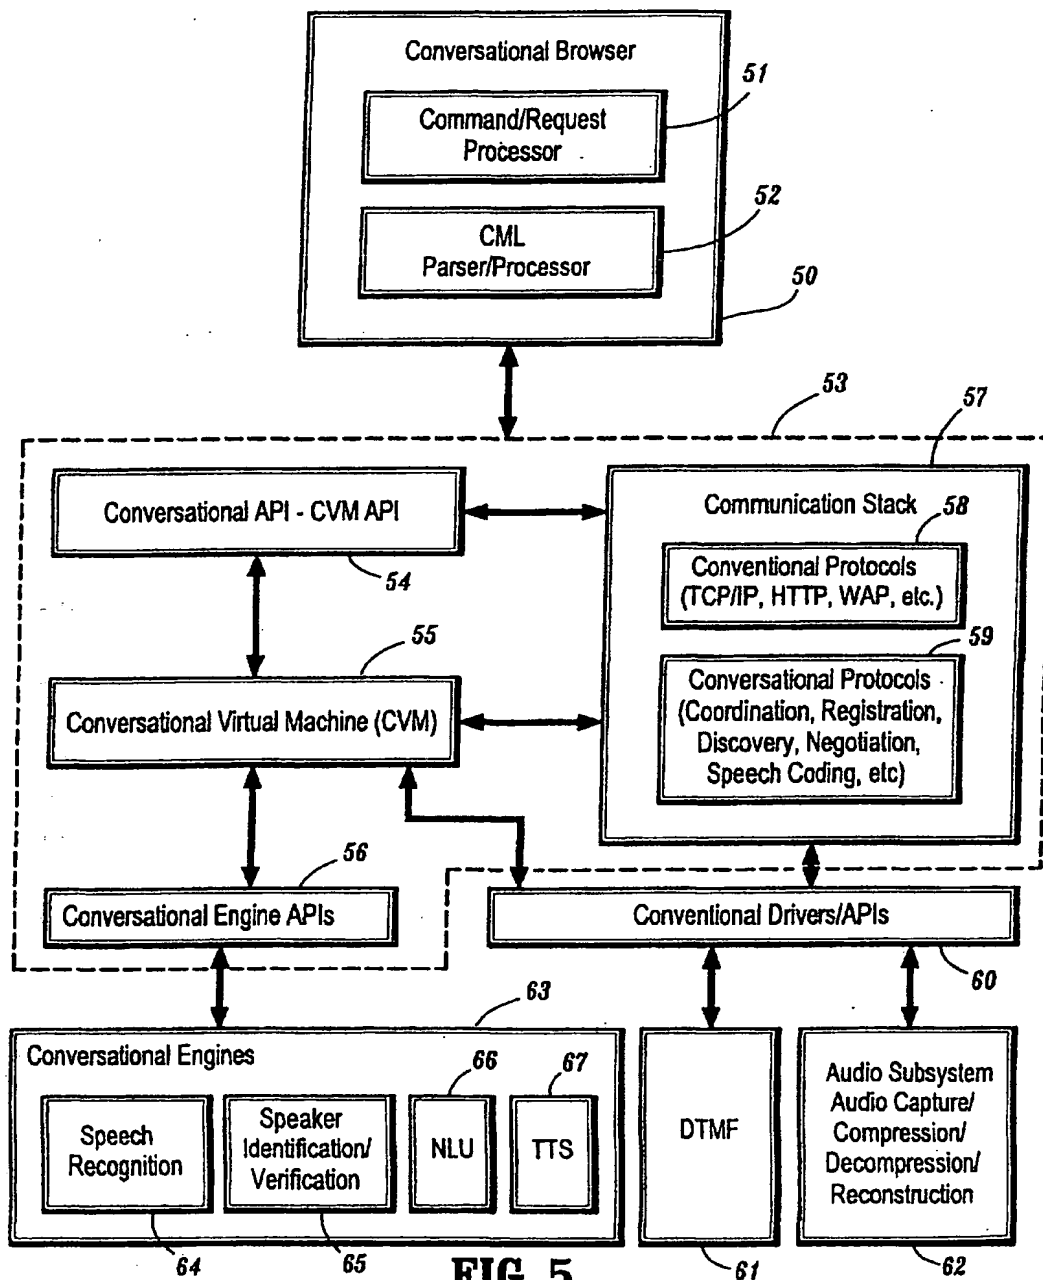 Conversational Browser
51
Command/Request
Processor
52
CML
Parser/Processor
50
53
57
Conversational API - CVM API
54
Communication Stack
58
Conventional Protocols
(TCP/IP, HTTP, WAP, etc.)
55
59
Conversational Virtual Machine (CVM)
Conversational Protocols
(Coordination, Registration,
Discovery, Negotiation,
Speech Coding, etc)
56
Conversational Engine APIs
Conventional Drivers/APIs
60
63
Conversational Engines
66
67
Speech
Recognition
Speaker
Identification/
Verification
NLU
TTS
DTMF
Audio Subsystem
Audio Capture/
Compression/
Decompression/
Reconstruction
64
65
61
62
FIG 5